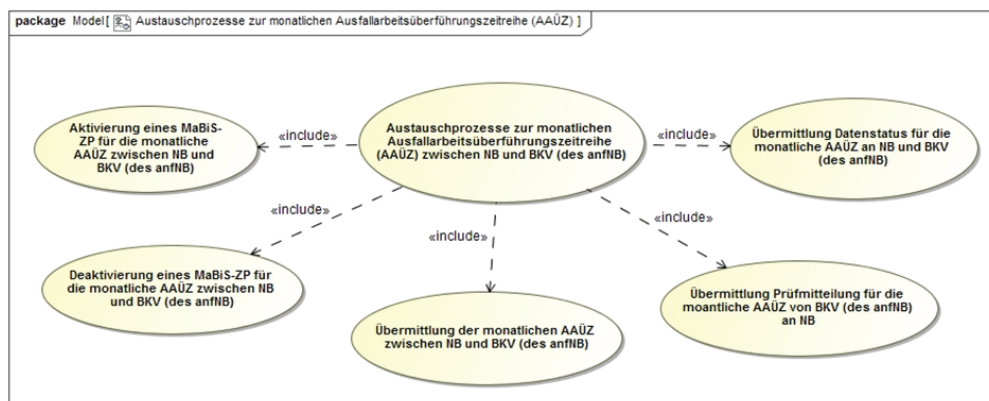 package Model [ Austauschprozesse zur monatlichen Ausfallarbeitsüberführungszeitreihe (AAÜZ) ]
Aktivierung eines MaBiS-
ZP für die monatliche
AAÜZ zwischen NB und
BKV (des anfNB)
«include»
Austauschprozesse zur monatlichen
Ausfallarbeitsüberführungszeitreihe
(AAÜZ) zwischen NB und BKV (des anfNB)
«include»
Übermittlung Datenstatus für die
monatliche AAÜZ an NB und BKV
(des anfNB)
«include»
«include»
«include»
Deaktivierung eines MaBiS-ZP für
die monatliche AAÜZ zwischen NB
und BKV (des anfNB)
Übermittlung der monatlichen AAÜZ
zwischen NB und BKV (des anfNB)
Übermittlung Prüfmitteilung für die
moantliche AAÜZ von BKV (des anfNB)
an NB